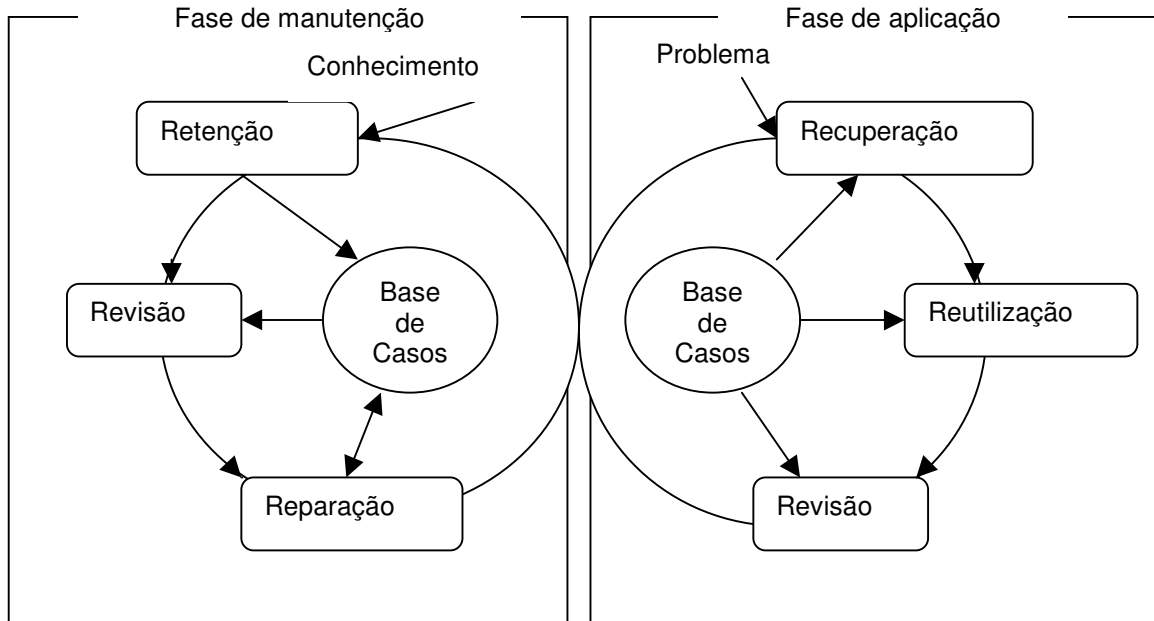 Fase de manutenção
Conhecimento
Retenção
Revisão
Base
de
Casos
Reparação
Fase de aplicação
Problema
Recuperação
Base
de
Casos
Reutilização
Revisão